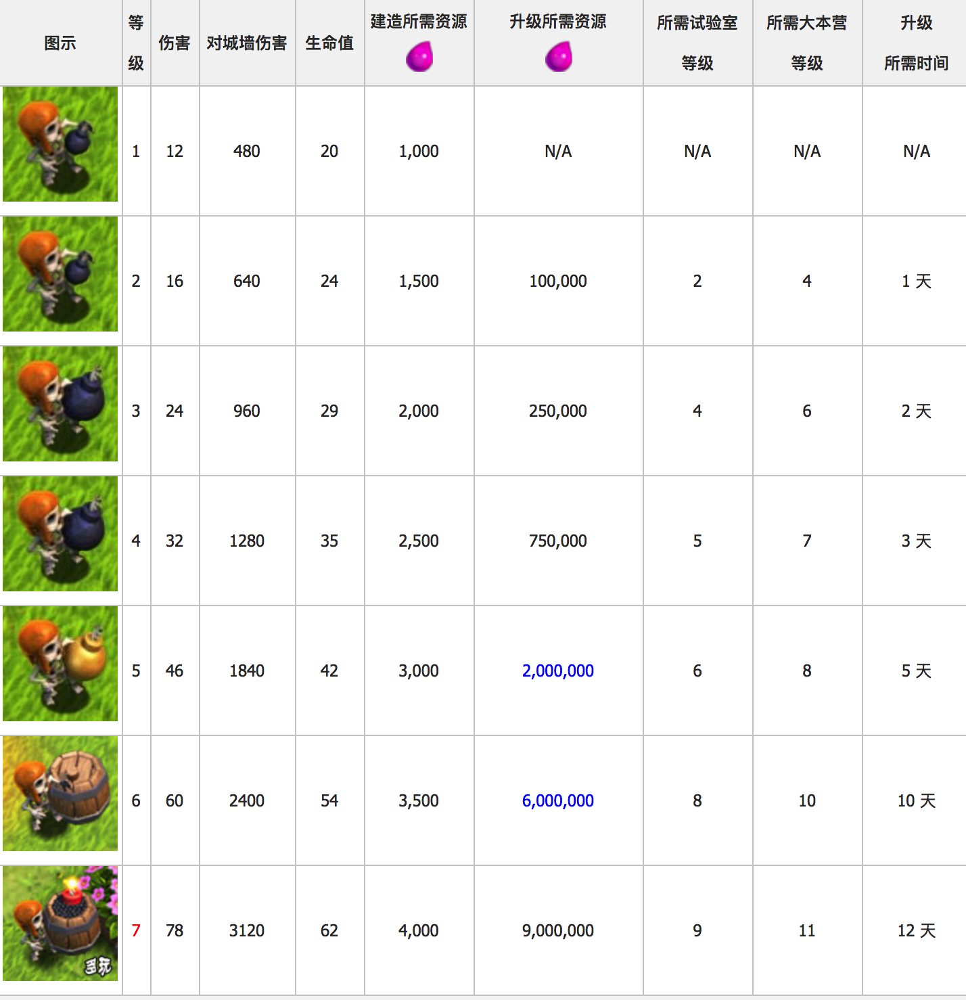 图示 等级 伤害 对城墙伤害 生命值 建造所需资源 升级所需资源 所需试验室等级 所需大本营等级 升级所需时间
1 12 480 20 1,000 N/A N/A N/A N/A
2 16 640 24 1,500 100,000 2 4 1 天
3 24 960 29 2,000 250,000 4 6 2 天
4 32 1280 35 2,500 750,000 5 7 3 天
5 46 1840 42 3,000 2,000,000 6 8 5 天
6 60 2400 54 3,500 6,000,000 8 10 10 天
7 78 3120 62 4,000 9,000,000 9 11 12 天
多玩